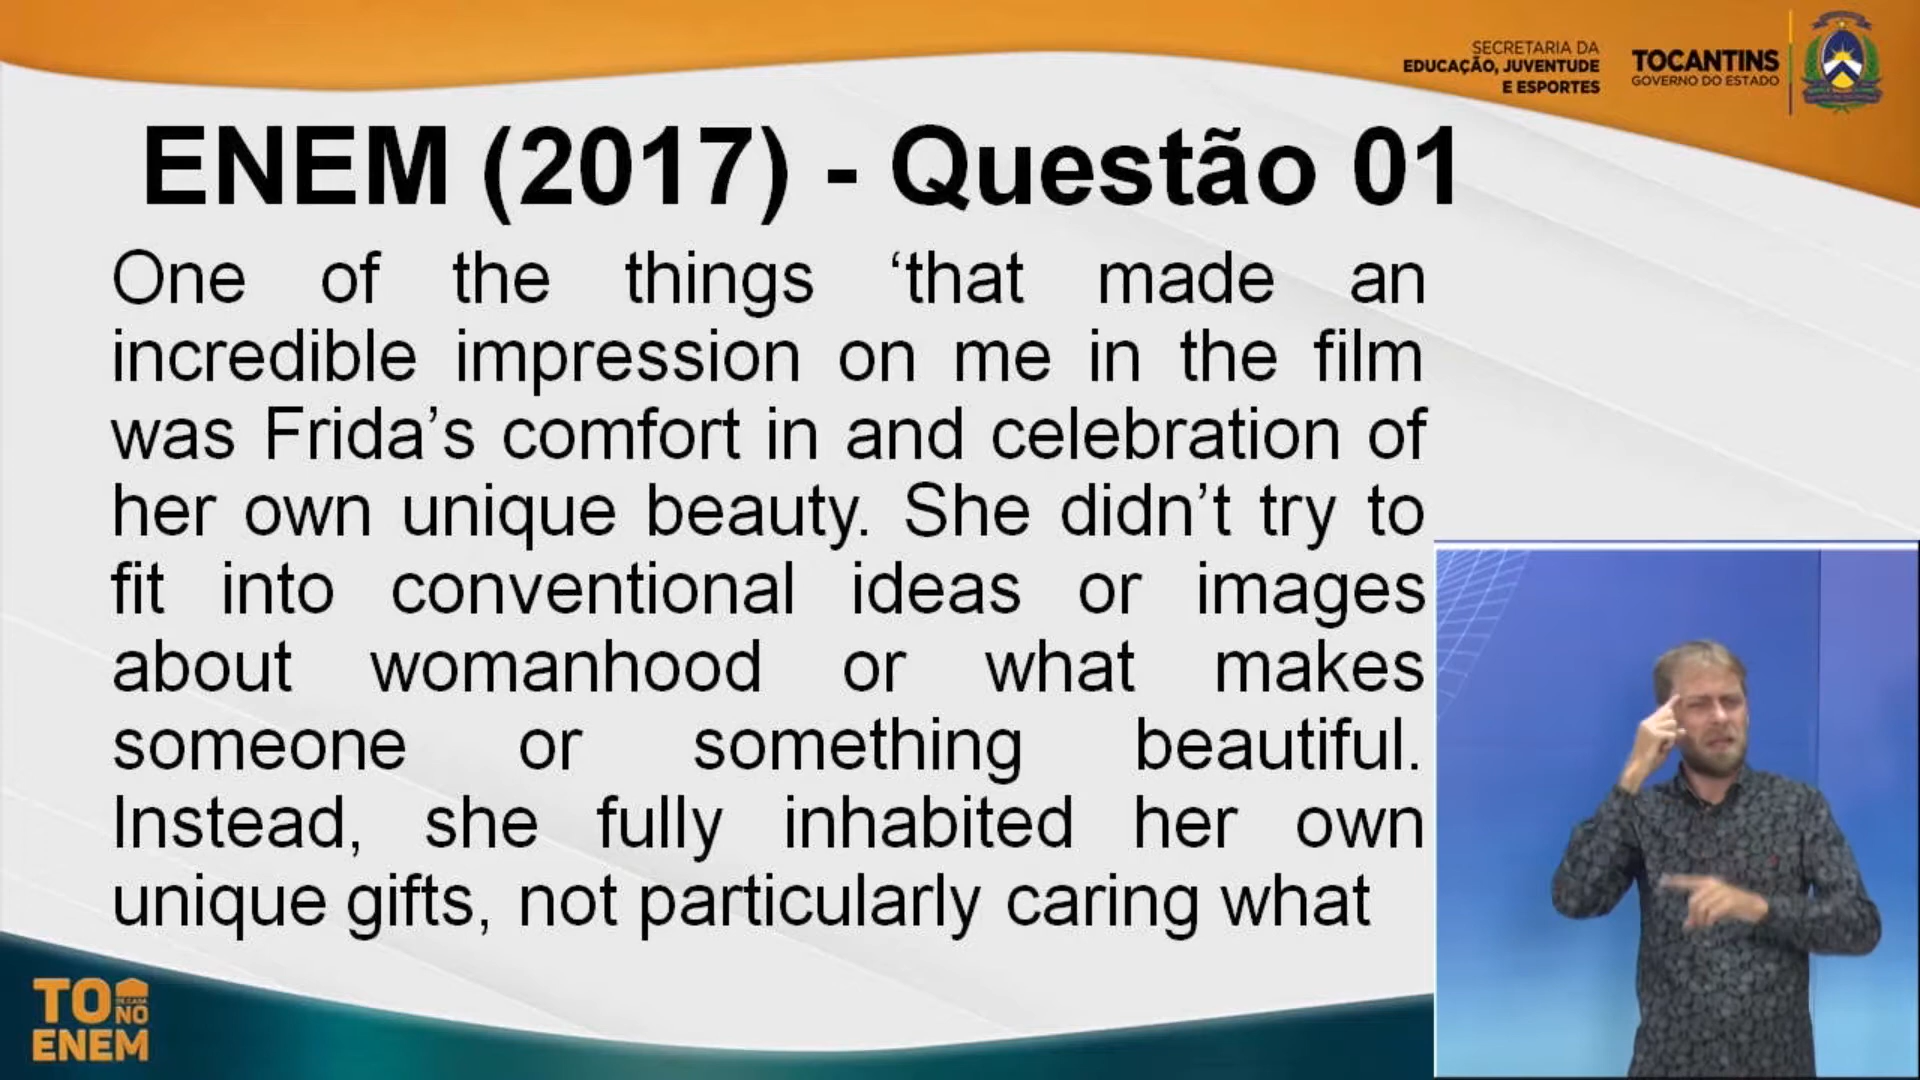 SECRETARIA DA
EDUCAÇÃO, JUVENTUDE
E ESPORTES
TOCANTINS
GOVERNO DO ESTADO
ENEM (2017) - Questão 01
One of the things ‘that made an
incredible impression on me in the film
was Frida’s comfort in and celebration of
her own unique beauty. She didn’t try to
fit into conventional ideas or images
about womanhood or what makes
someone or something beautiful.
Instead, she fully inhabited her own
unique gifts, not particularly caring what
TO DE CASA
NO
ENEM